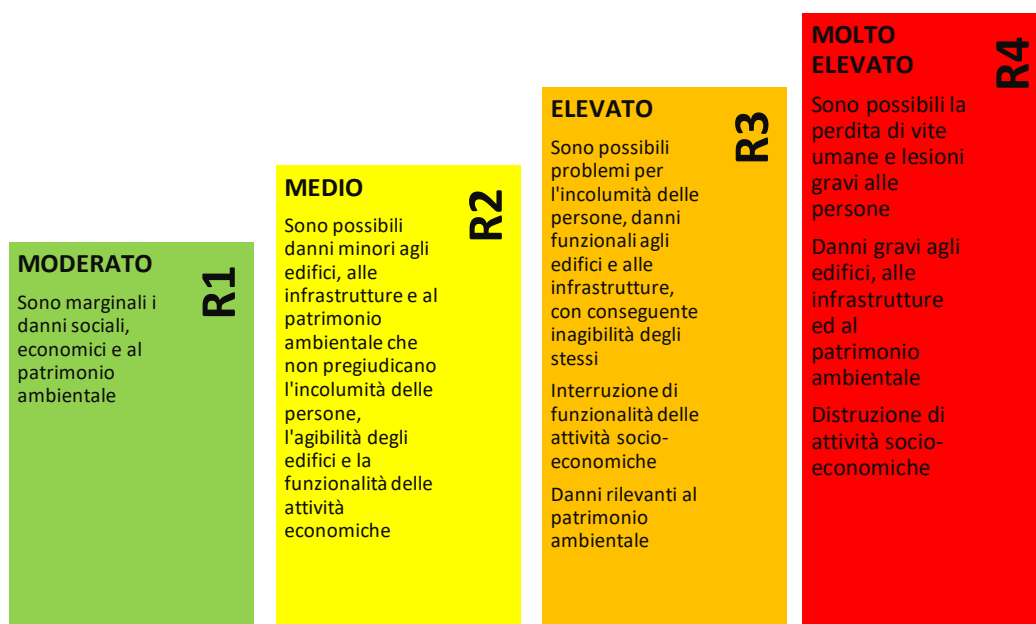 MODERATO
R1
Sono marginali i
danni sociali,
economici e al
patrimonio
ambientale
MEDIO
R2
Sono possibili
danni minori agli
edifici, alle
infrastrutture e al
patrimonio
ambientale che
non pregiudicano
l'incolumità delle
persone,
l'agibilità degli
edifici e la
funzionalità delle
attività
economiche
ELEVATO
R3
Sono possibili
problemi per
l'incolumità delle
persone, danni
funzionali agli
edifici e alle
infrastrutture,
con conseguente
inagibilità degli
stessi
Interruzione di
funzionalità delle
attività socio-
economiche
Danni rilevanti al
patrimonio
ambientale
MOLTO
ELEVATO
R4
Sono possibili la
perdita di vite
umane e lesioni
gravi alle
persone
Danni gravi agli
edifici, alle
infrastrutture
ed al
patrimonio
ambientale
Distruzione di
attività socio-
economiche